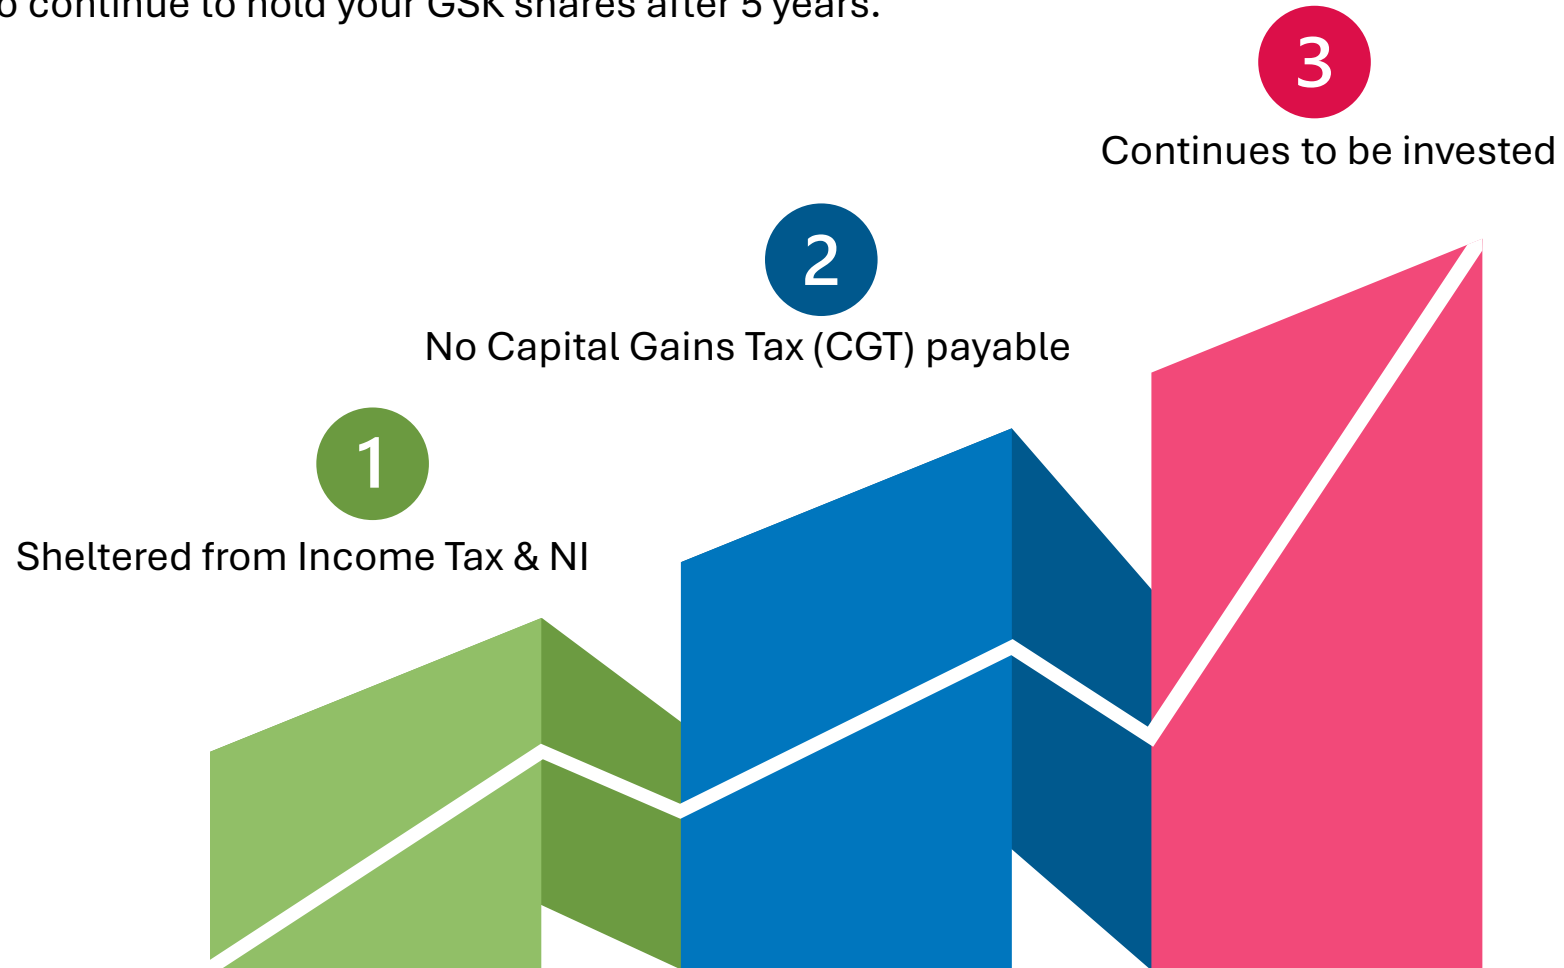 continue to hold your GSK shares after 5 years.
3
Continues to be invested
2
No Capital Gains Tax (CGT) payable
1
Sheltered from Income Tax & NI